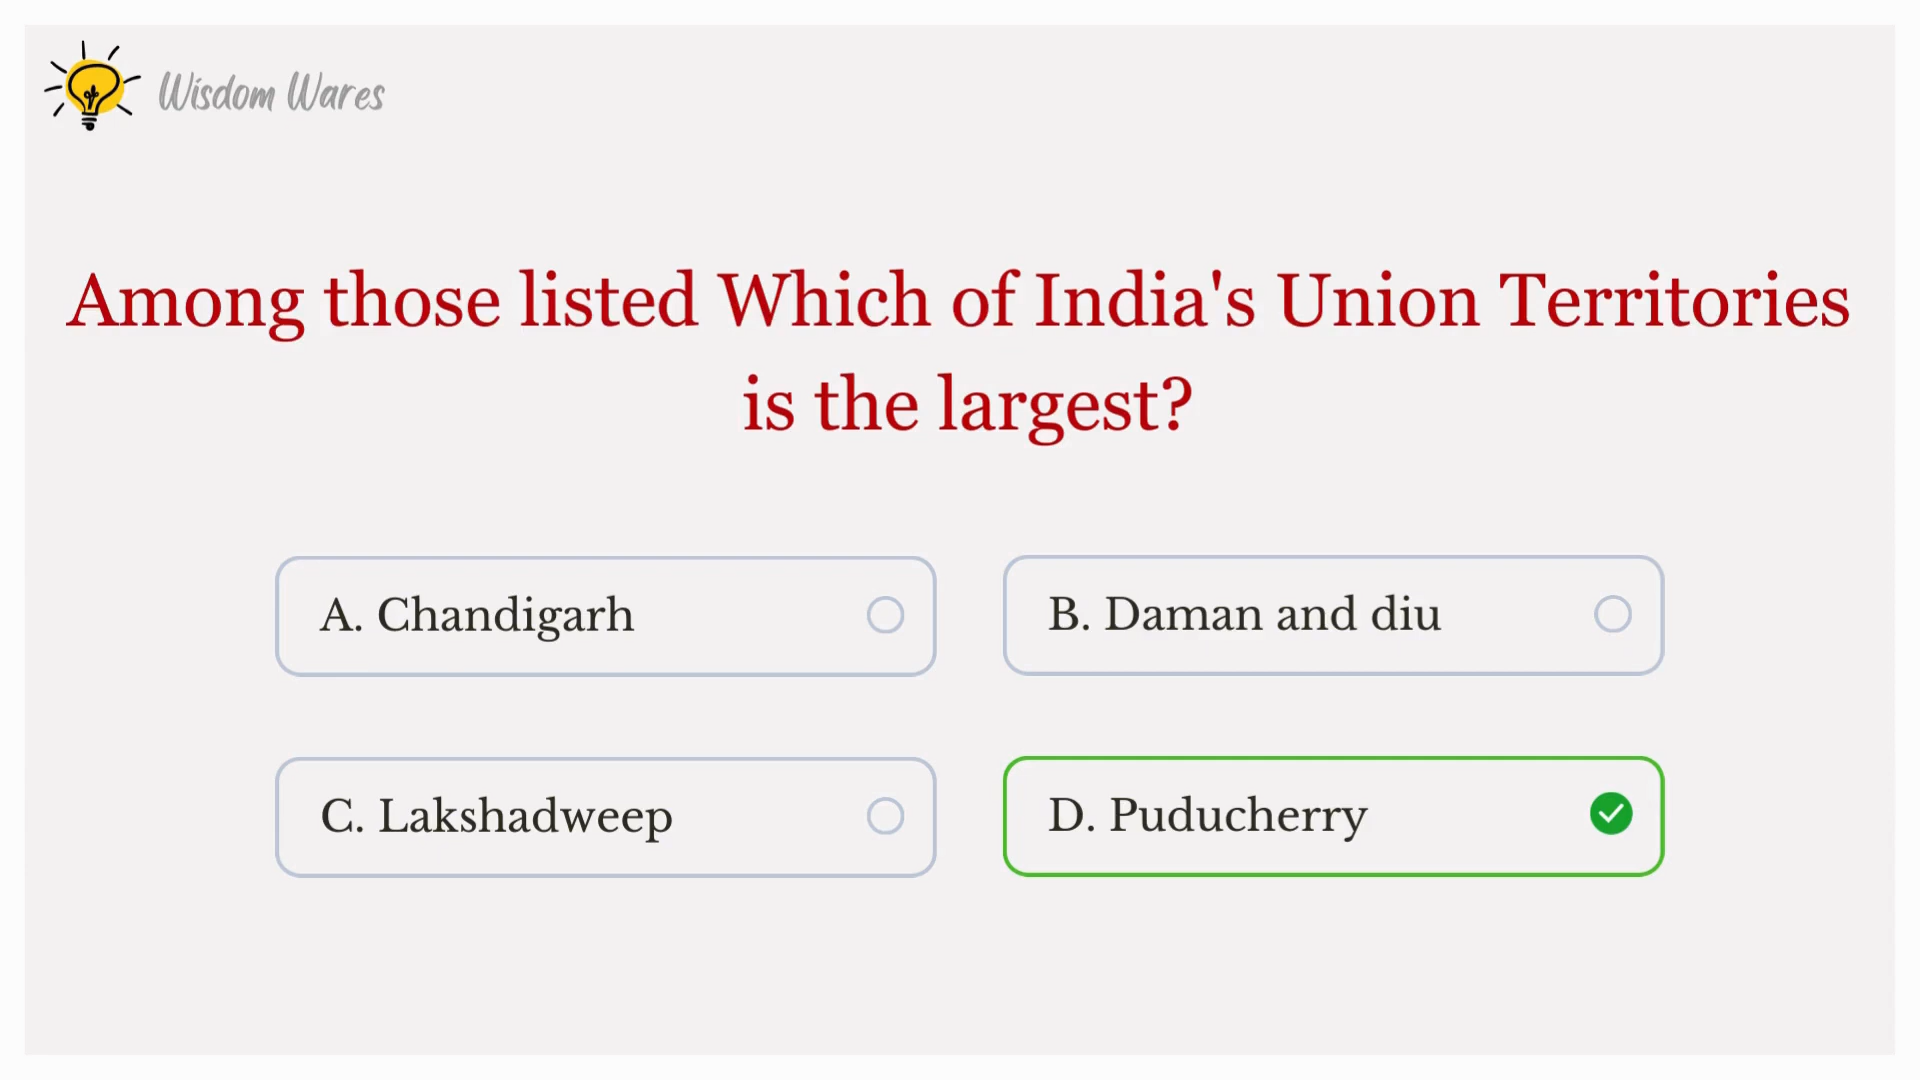 Wisdom Wares
Among those listed Which of India's Union Territories
is the largest?
A. Chandigarh
B. Daman and diu
C. Lakshadweep
D. Puducherry